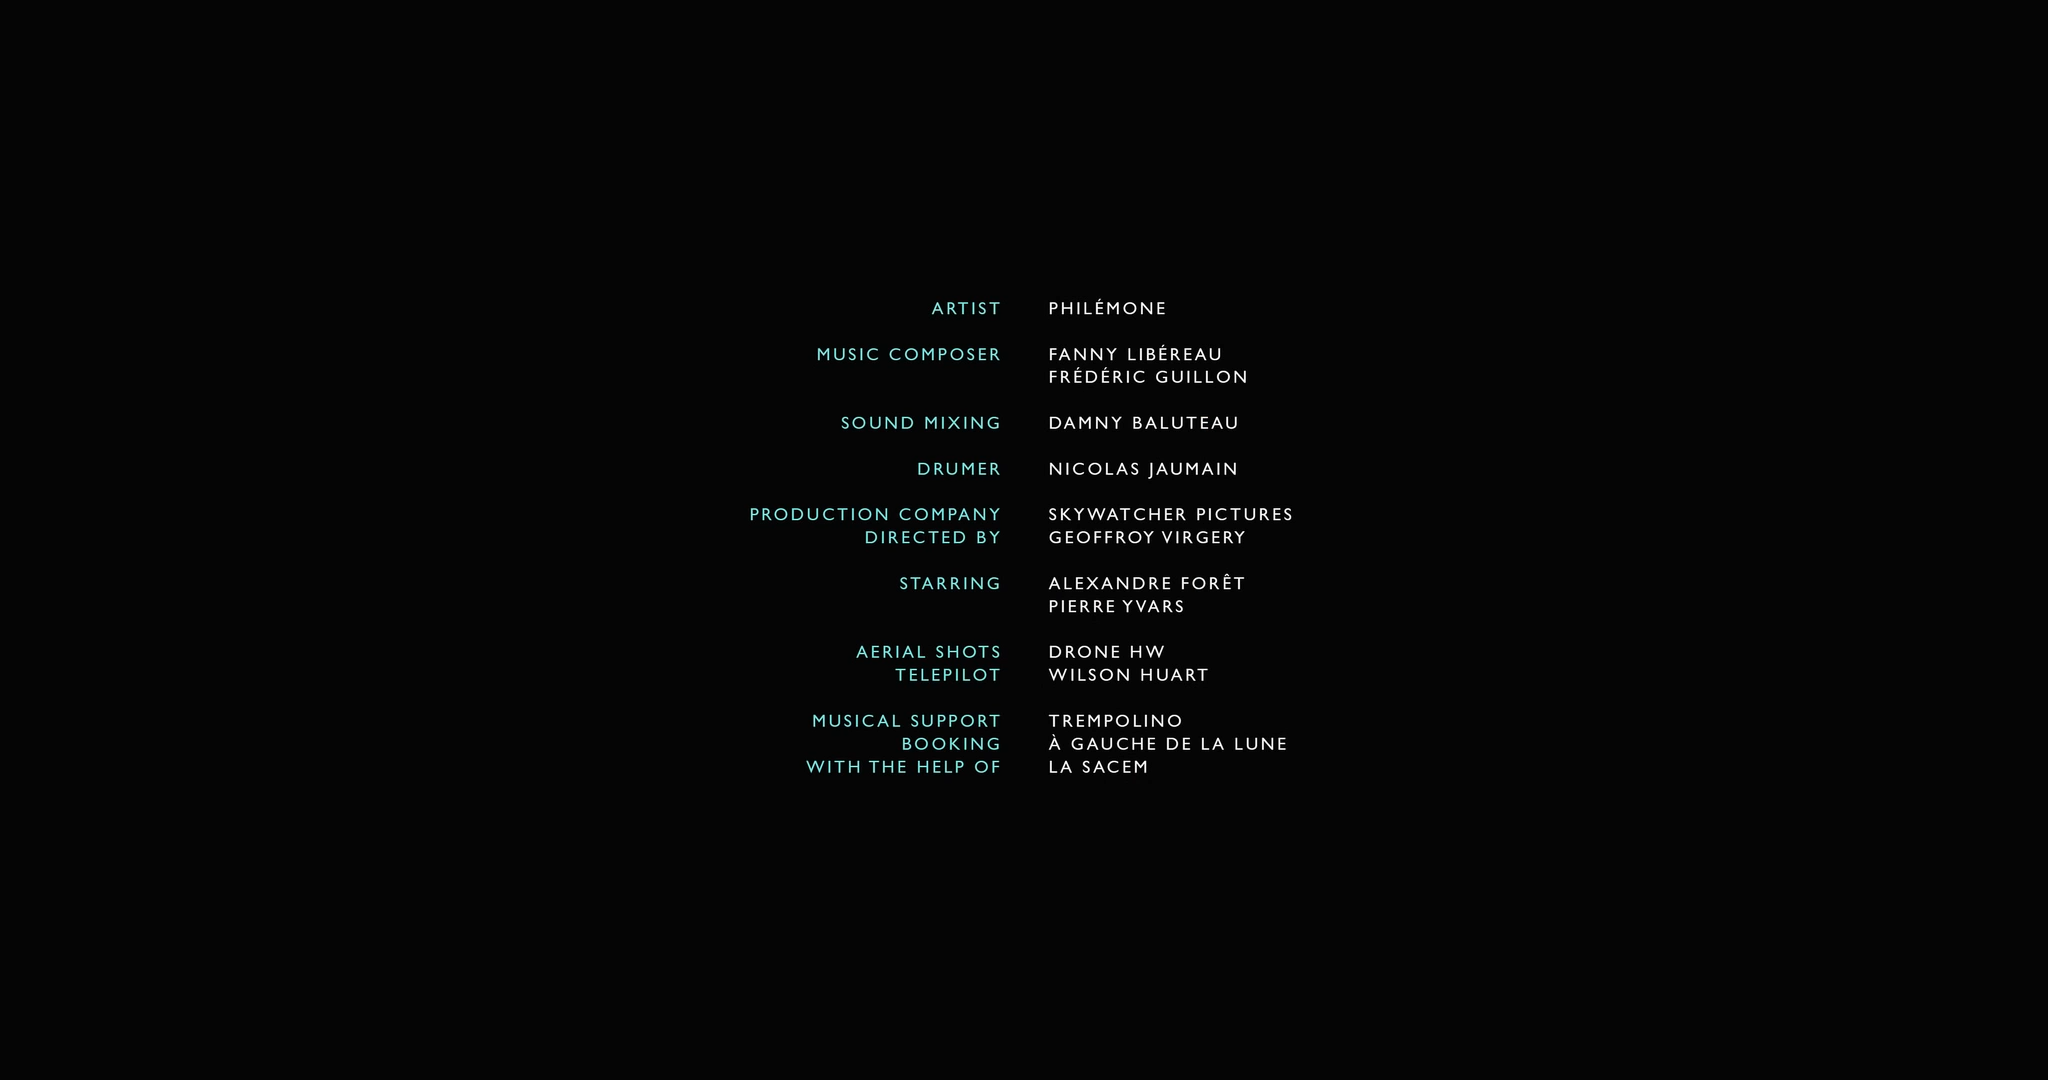 ARTIST PHILÉMONE
MUSIC COMPOSER FANNY LIBÉREAU
FRÉDÉRIC GUILLON
SOUND MIXING DAMNY BALUTEAU
DRUMER NICOLAS JAUMAIN
PRODUCTION COMPANY SKYWATCHER PICTURES
DIRECTED BY GEOFFROY VIRGERY
STARRING ALEXANDRE FORÊT
PIERRE YVARS
AERIAL SHOTS DRONE HW
TELEPILOT WILSON HUART
MUSICAL SUPPORT TREMPOLINO
BOOKING À GAUCHE DE LA LUNE
WITH THE HELP OF LA SACEM